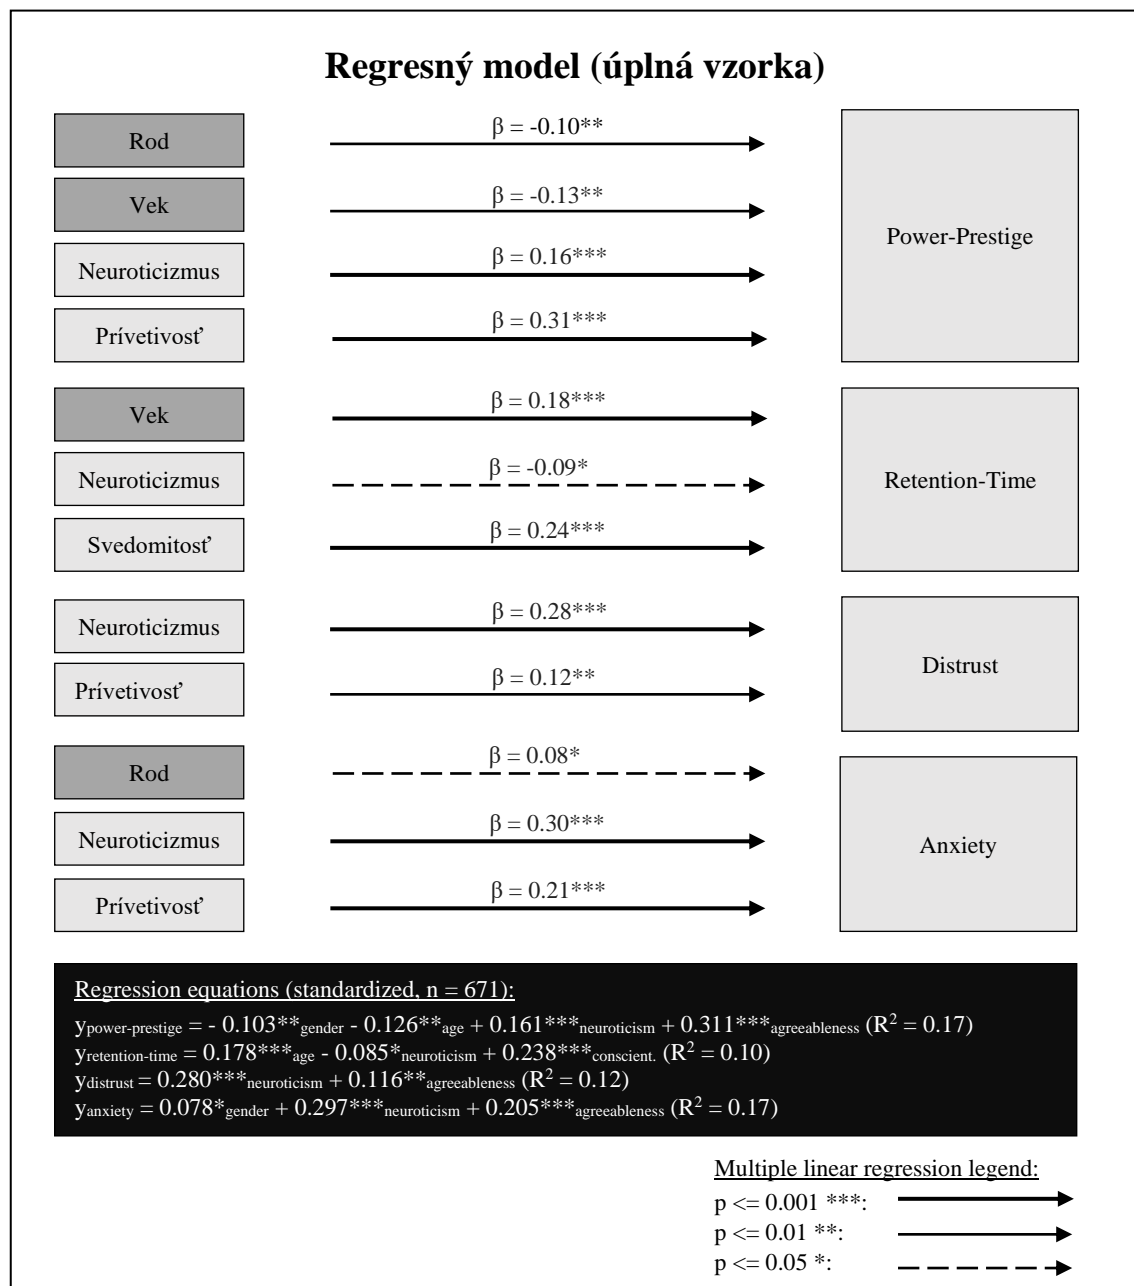 Regresný model (úplná vzorka)
Rod
β = -0.10**
Vek
β = -0.13**
Neuroticizmus
β = 0.16***
Prívetivosť
β = 0.31***
Power-Prestige
Vek
β = 0.18***
Neuroticizmus
β = -0.09*
Svedomitosť
β = 0.24***
Retention-Time
Neuroticizmus
β = 0.28***
Prívetivosť
β = 0.12**
Distrust
Rod
β = 0.08*
Neuroticizmus
β = 0.30***
Prívetivosť
β = 0.21***
Anxiety
Regression equations (standardized, n = 671):
ypower-prestige = - 0.103**gender - 0.126**age + 0.161***neuroticism + 0.311***agreeableness (R² = 0.17)
yretention-time = 0.178***age - 0.085*neuroticism + 0.238***conscient. (R² = 0.10)
ydistrust = 0.280***neuroticism + 0.116**agreeableness (R² = 0.12)
yanxiety = 0.078*gender + 0.297***neuroticism + 0.205***agreeableness (R² = 0.17)
Multiple linear regression legend:
p <= 0.001 ***:
p <= 0.01 **:
p <= 0.05 *: